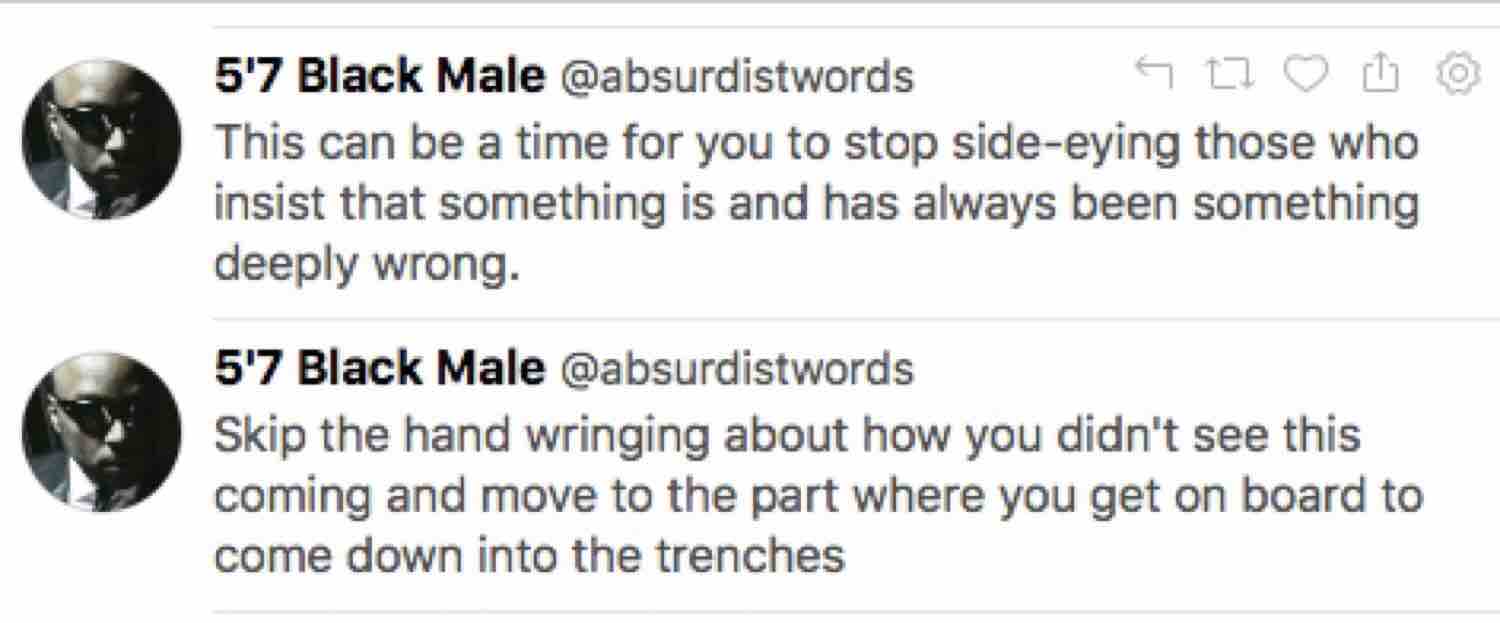 5'7 Black Male @absurdistwords
This can be a time for you to stop side-eying those who
insist that something is and has always been something
deeply wrong.
5'7 Black Male @absurdistwords
Skip the hand wringing about how you didn't see this
coming and move to the part where you get on board to
come down into the trenches